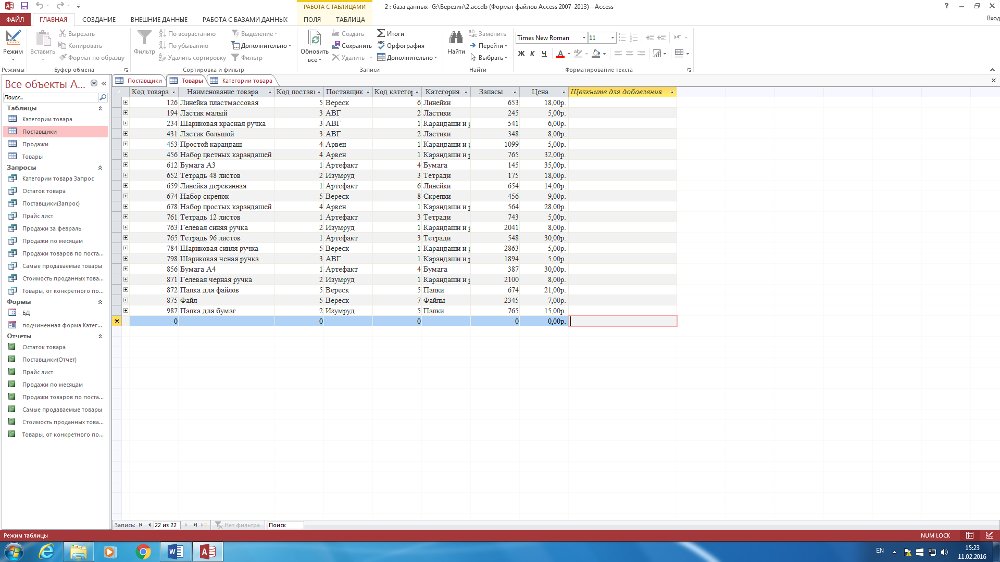 РАБОТА С ТАБЛИЦАМИ
2 : база данных- G:\Березин\2.accdb (Формат файлов Access 2007–2013) - Access
ФАЙЛ ГЛАВНАЯ СОЗДАНИЕ ВНЕШНИЕ ДАННЫЕ РАБОТА С БАЗАМИ ДАННЫХ ПОЛЯ ТАБЛИЦА Вход
Режим
Режимы
Вставить
Вырезать
Копировать
Формат по образцу
Буфер обмена
Фильтр
По возрастанию
По убыванию
Удалить сортировку
Выделение
Дополнительно
Фильтр
Сортировка и фильтр
Обновить все
Создать
Сохранить
Удалить
Итоги
Орфография
Дополнительно
Записи
Найти
Заменить
Перейти
Выбрать
Найти
Times New Roman 11
Ж К Ч
Форматирование текста
Все объекты A...
Поиск...
Таблицы
Категории товара
Поставщики
Продажи
Товары
Запросы
Категории товара Запрос
Остаток товара
Поставщики(Запрос)
Прайс лист
Продажи за февраль
Продажи по месяцам
Продажи товаров по поста...
Самые продаваемые товары
Стоимость проданных това...
Товары, от конкретного по...
Формы
БД
подчиненная форма Катег...
Отчеты
Остаток товара
Поставщики(Отчет)
Прайс лист
Продажи по месяцам
Продажи товаров по поста...
Самые продаваемые товары
Стоимость проданных това...
Товары, от конкретного по...
Поставщики Товары Категории товара
Код товара Наименование товара Код постави Поставщик Код категор Категория Запасы Цена Щелкните для добавления
126 Линейка пластмассовая 5 Вереск 6 Линейки 653 18,00р.
194 Ластик малый 3 АВГ 2 Ластики 245 5,00р.
234 Шариковая красная ручка 3 АВГ 1 Карандаши и р 541 6,00р.
431 Ластик большой 3 АВГ 2 Ластики 348 8,00р.
453 Простой карандаш 4 Арвен 1 Карандаши и р 1099 5,00р.
456 Набор цветных карандашей 4 Арвен 1 Карандаши и р 765 32,00р.
612 Бумага А3 1 Артефакт 4 Бумага 145 35,00р.
652 Тетрадь 48 листов 2 Изумруд 3 Тетради 175 18,00р.
659 Линейка деревянная 1 Артефакт 6 Линейки 654 14,00р.
674 Набор скрепок 5 Вереск 8 Скрепки 456 9,00р.
678 Набор простых карандашей 4 Арвен 1 Карандаши и р 564 28,00р.
761 Тетрадь 12 листов 1 Артефакт 3 Тетради 743 5,00р.
763 Гелевая синяя ручка 2 Изумруд 1 Карандаши и р 2041 8,00р.
765 Тетрадь 96 листов 1 Артефакт 3 Тетради 548 30,00р.
784 Шариковая синяя ручка 5 Вереск 1 Карандаши и р 2863 5,00р.
798 Шариковая ченая ручка 3 АВГ 1 Карандаши и р 1894 5,00р.
856 Бумага А4 1 Артефакт 4 Бумага 387 30,00р.
871 Гелевая черная ручка 2 Изумруд 1 Карандаши и р 2100 8,00р.
872 Папка для файлов 5 Вереск 5 Папки 674 21,00р.
875 Файл 5 Вереск 7 Файлы 2345 7,00р.
987 Папка для бумаг 2 Изумруд 5 Папки 765 15,00р.
0 0 0 0 0,00р.
Запись: 22 из 22 Нет фильтра Поиск
Режим таблицы NUM LOCK
EN 15:23
11.02.2016